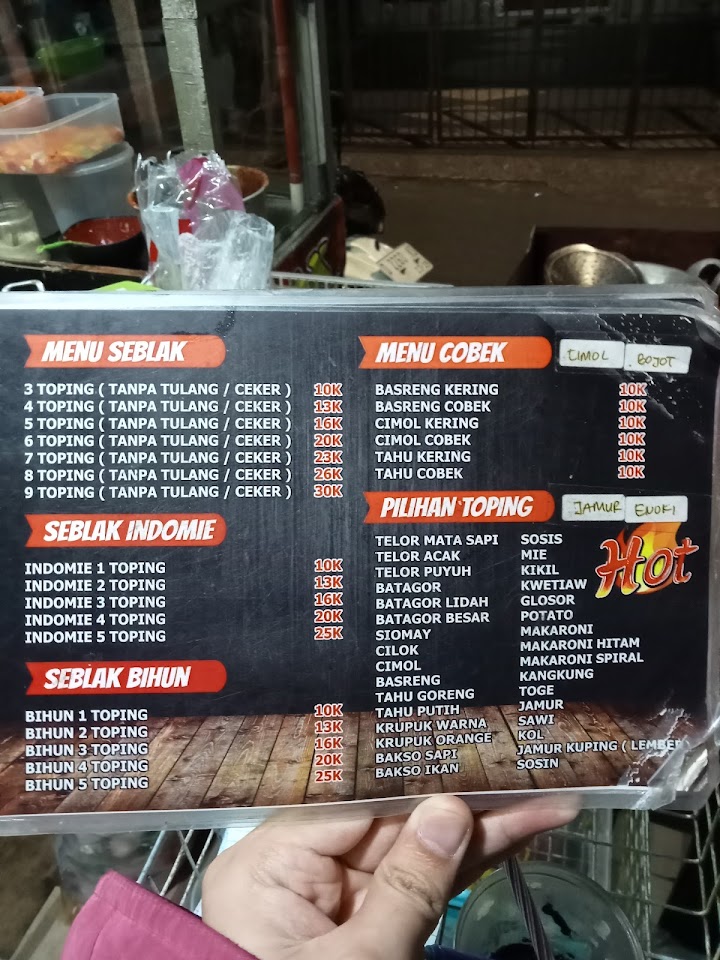 MENU SEBLAK
3 TOPING ( TANPA TULANG / CEKER ) 10K
4 TOPING ( TANPA TULANG / CEKER ) 13K
5 TOPING ( TANPA TULANG / CEKER ) 16K
6 TOPING ( TANPA TULANG / CEKER ) 20K
7 TOPING ( TANPA TULANG / CEKER ) 23K
8 TOPING ( TANPA TULANG / CEKER ) 26K
9 TOPING ( TANPA TULANG / CEKER ) 30K
SEBLAK INDOMIE
INDOMIE 1 TOPING 10K
INDOMIE 2 TOPING 13K
INDOMIE 3 TOPING 16K
INDOMIE 4 TOPING 20K
INDOMIE 5 TOPING 25K
SEBLAK BIHUN
BIHUN 1 TOPING 10K
BIHUN 2 TOPING 13K
BIHUN 3 TOPING 16K
BIHUN 4 TOPING 20K
BIHUN 5 TOPING 25K
MENU COBEK CIMOL BOJOT
BASRENG KERING 10K
BASRENG COBEK 10K
CIMOL KERING 10K
CIMOL COBEK 10K
TAHU KERING 10K
TAHU COBEK 10K
PILIHAN TOPING JAMUR ENOKI
TELOR MATA SAPI
TELOR ACAK
TELOR PUYUH
BATAGOR
BATAGOR LIDAH
BATAGOR BESAR
SIOMAY
CILOK
CIMOL
BASRENG
TAHU GORENG
TAHU PUTIH
KRUPUK WARNA
KRUPUK ORANGE
BAKSO SAPI
BAKSO IKAN
SOSIS
MIE
KIKIL
KWETIAW
GLOSOR
POTATO
MAKARONI
MAKARONI HITAM
MAKARONI SPIRAL
KANGKUNG
TOGE
JAMUR
SAWI
KOL
JAMUR KUPING ( LEMBER )
SOSIN
Hot